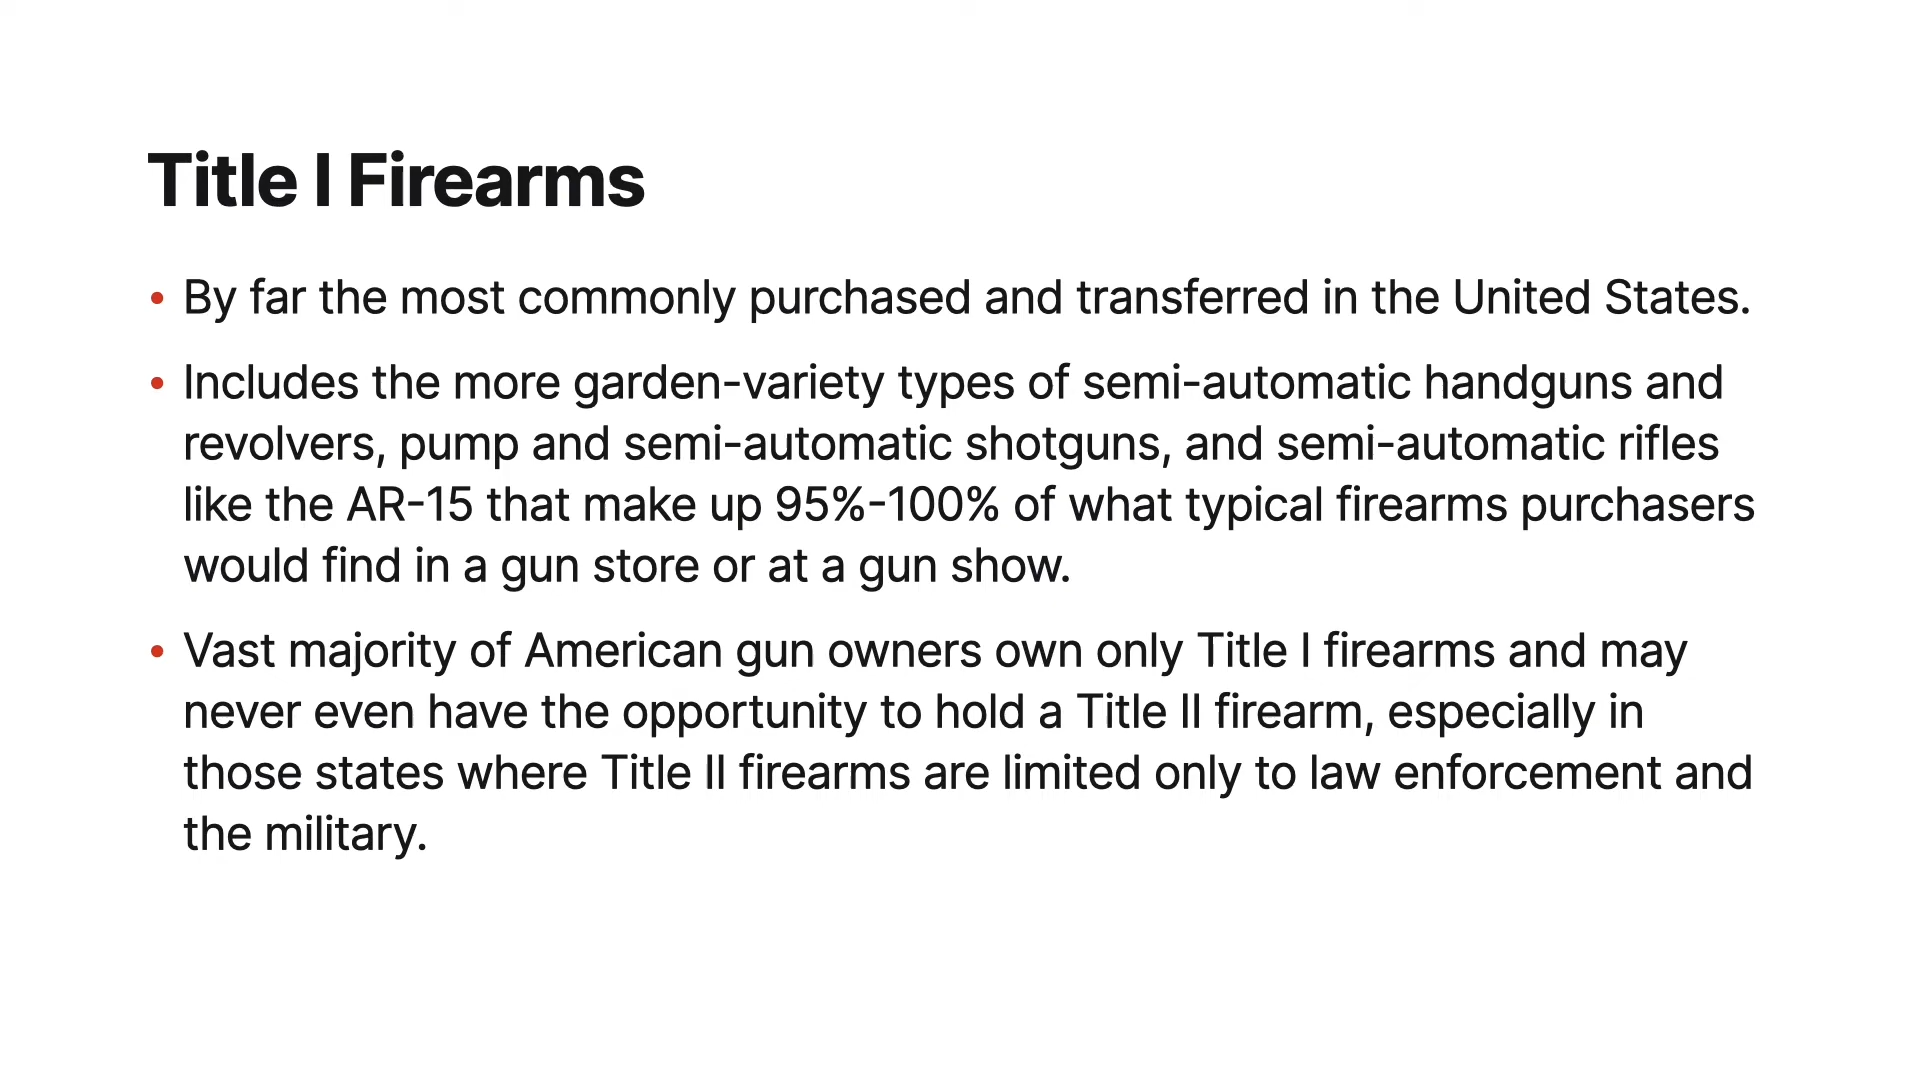 Title I Firearms
• By far the most commonly purchased and transferred in the United States.
• Includes the more garden-variety types of semi-automatic handguns and
revolvers, pump and semi-automatic shotguns, and semi-automatic rifles
like the AR-15 that make up 95%-100% of what typical firearms purchasers
would find in a gun store or at a gun show.
• Vast majority of American gun owners own only Title I firearms and may
never even have the opportunity to hold a Title II firearm, especially in
those states where Title II firearms are limited only to law enforcement and
the military.